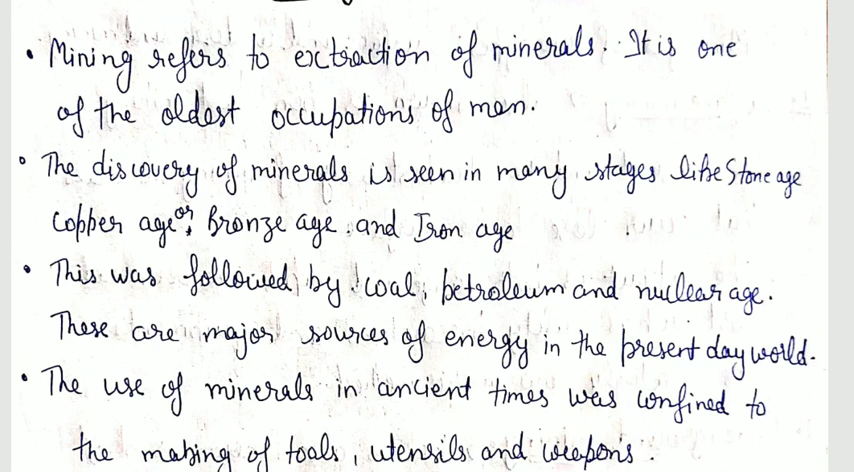 • Mining refers to extraction of minerals. It is one
of the oldest occupations of man.
• The discovery of minerals is seen in many stages like Stone age
Copper age or, Bronze age and Iron age
• This was followed by coal, petroleum and nuclear age.
These are major sources of energy in the present day world.
• The use of minerals in ancient times was confined to
the making of tools, utensils and weapons.